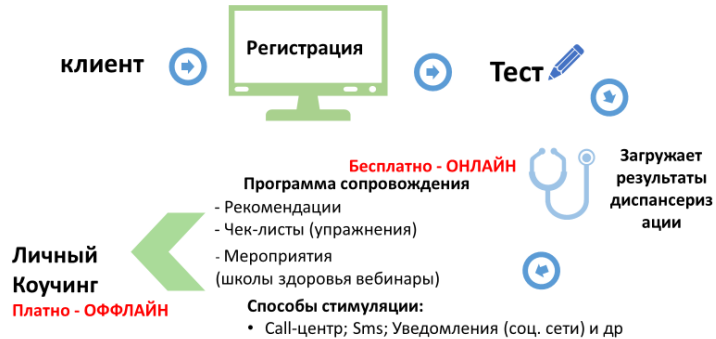 клиент
Регистрация
Тест
Загружает
результаты
диспансериз
ации
Бесплатно - ОНЛАЙН
Программа сопровождения
- Рекомендации
- Чек-листы (упражнения)
- Мероприятия
(школы здоровья вебинары)
Способы стимуляции:
• Call-центр; Sms; Уведомления (соц. сети) и др
Личный
Коучинг
Платно - ОФФЛАЙН